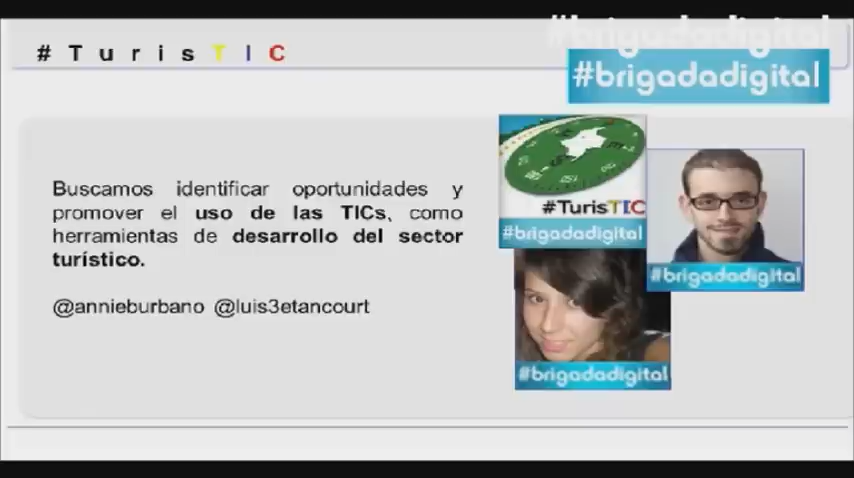 #brigadadigital
# T u r i s T I C
#brigadadigital
Buscamos identificar oportunidades y
promover el uso de las TICs, como
herramientas de desarrollo del sector
turístico.
@annieburbano @luis3etancourt
#TurisTIC
#brigadadigital
#brigadadigital
#brigadadigital